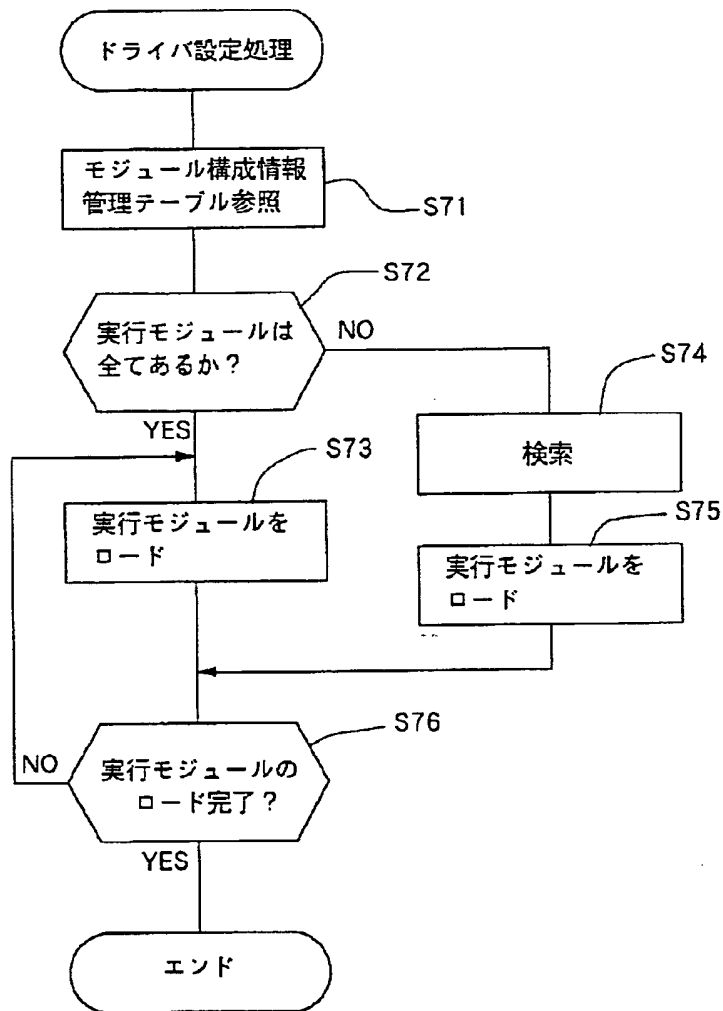 ドライバ設定処理
モジュール構成情報
管理テーブル参照
S71
S72
実行モジュールは
全てあるか?
NO
YES
S74
検索
S73
実行モジュールを
ロード
S75
実行モジュールを
ロード
S76
実行モジュールの
ロード完了?
NO
YES
エンド